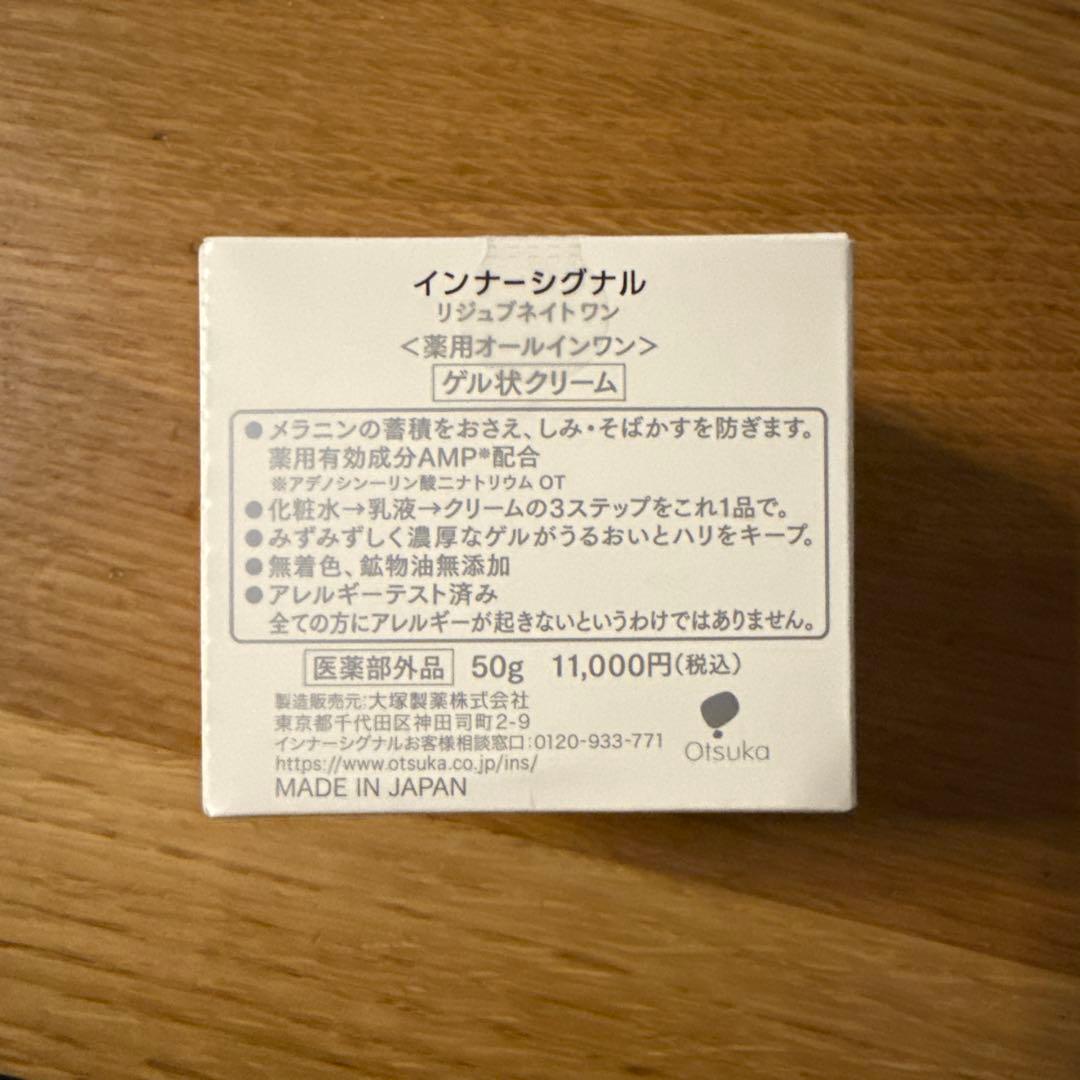 インナーシグナル
リジュブネイトワン
＜薬用オールインワン＞
ゲル状クリーム
●メラニンの蓄積をおさえ、しみ・そばかすを防ぎます。
薬用有効成分AMP※配合
※アデノシン一リン酸二ナトリウム OT
●化粧水→乳液→クリームの3ステップをこれ1品で。
●みずみずしく濃厚なゲルがうるおいとハリをキープ。
●無着色、鉱物油無添加
●アレルギーテスト済み
全ての方にアレルギーが起きないというわけではありません。
医薬部外品 50g 11,000円(税込)
製造販売元:大塚製薬株式会社
東京都千代田区神田司町2-9
インナーシグナルお客様相談窓口:0120-933-771
https://www.otsuka.co.jp/ins/
MADE IN JAPAN
Otsuka